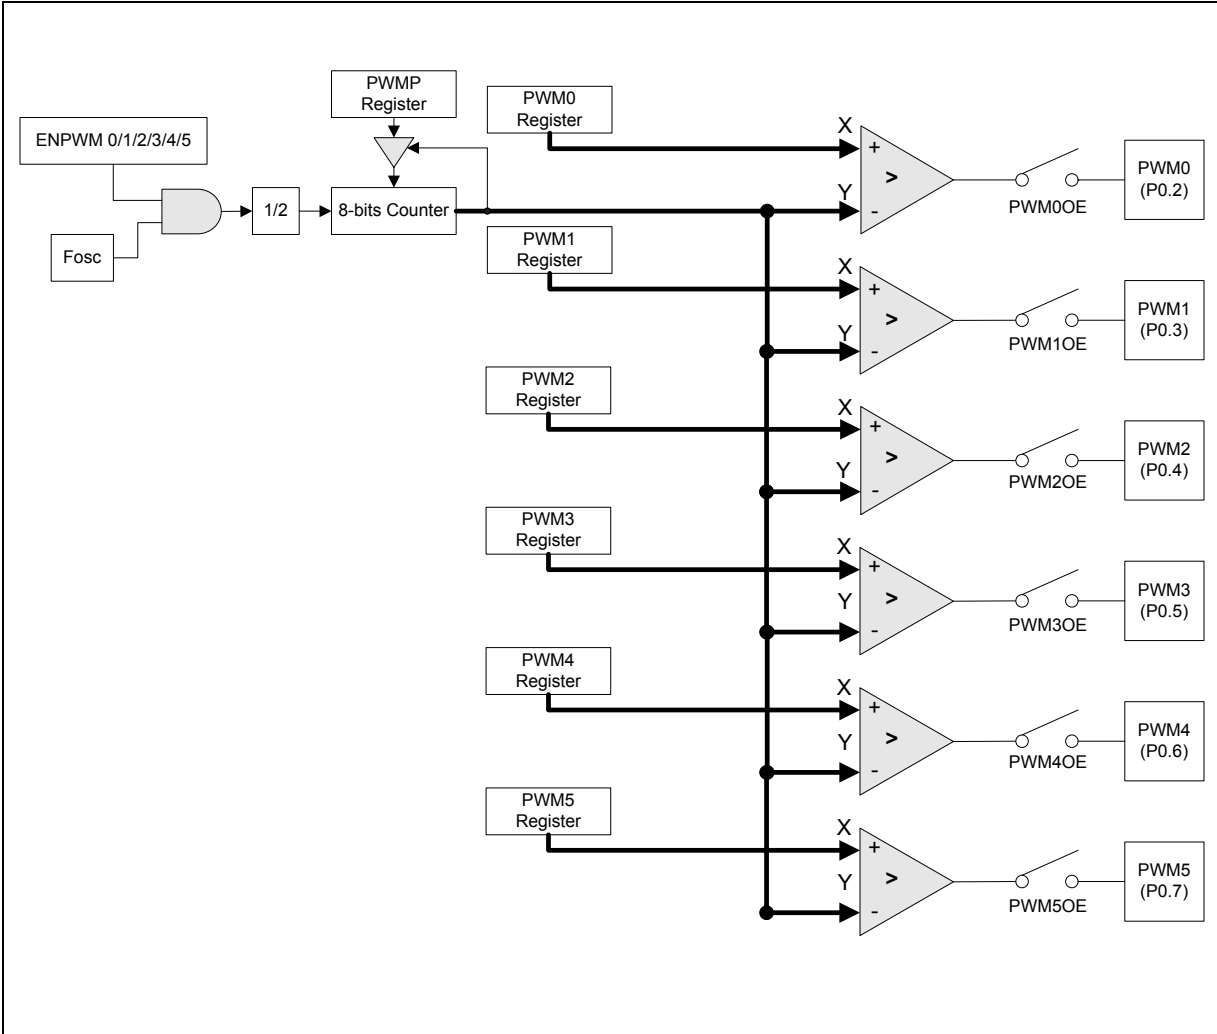 PWMP
Register
PWM0
Register
ENPWM 0/1/2/3/4/5
X
+
>
Y
-
PWM0OE
PWM0
(P0.2)
1/2
8-bits Counter
Fosc
PWM1
Register
X
+
>
Y
-
PWM1OE
PWM1
(P0.3)
PWM2
Register
X
+
>
Y
-
PWM2OE
PWM2
(P0.4)
PWM3
Register
X
+
>
Y
-
PWM3OE
PWM3
(P0.5)
PWM4
Register
X
+
>
Y
-
PWM4OE
PWM4
(P0.6)
PWM5
Register
X
+
>
Y
-
PWM5OE
PWM5
(P0.7)